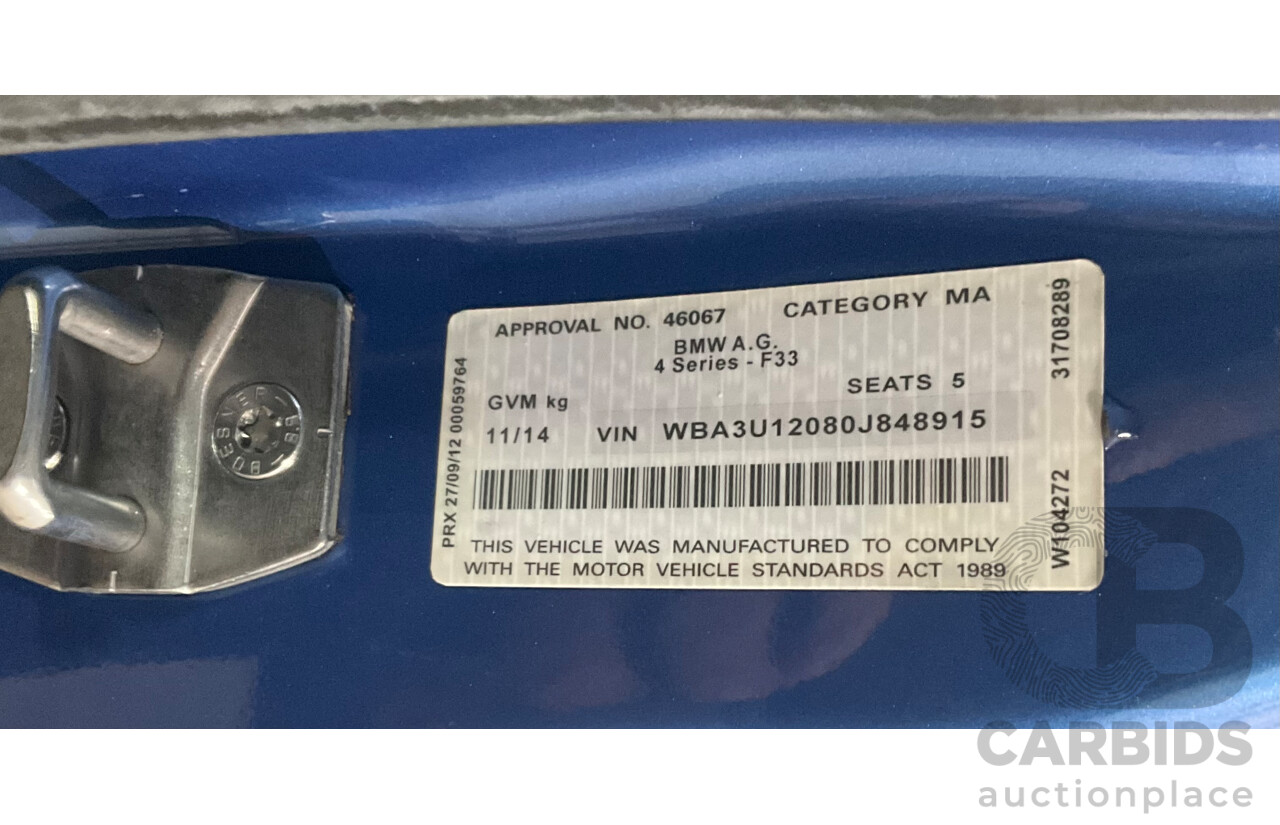 APPROVAL NO. 46067 CATEGORY MA
BMW A.G.
4 Series - F33
SEATS 5
GVM kg
11/14 VIN WBA3U12080J848915
THIS VEHICLE WAS MANUFACTURED TO COMPLY
WITH THE MOTOR VEHICLE STANDARDS ACT 1989
PRX 27/09/12 00059764
W104272 31708289
CB
CARBIDS
auctionplace